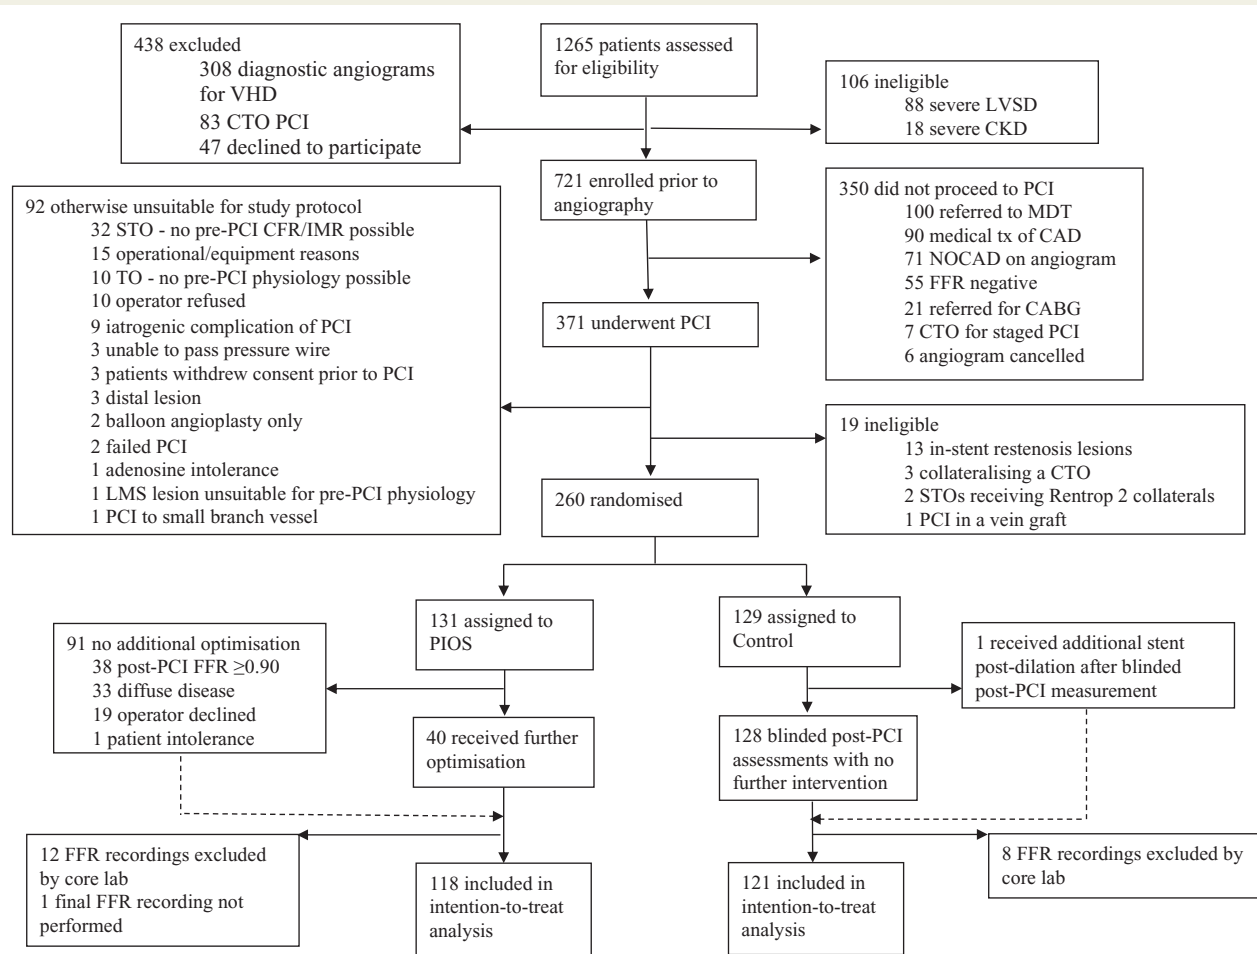 438 excluded
308 diagnostic angiograms
for VHD
83 CTO PCI
47 declined to participate
1265 patients assessed
for eligibility
106 ineligible
88 severe LVSD
18 severe CKD
721 enrolled prior to
angiography
350 did not proceed to PCI
100 referred to MDT
90 medical tx of CAD
71 NOCAD on angiogram
55 FFR negative
21 referred for CABG
7 CTO for staged PCI
6 angiogram cancelled
92 otherwise unsuitable for study protocol
32 STO - no pre-PCI CFR/IMR possible
15 operational/equipment reasons
10 TO - no pre-PCI physiology possible
10 operator refused
9 iatrogenic complication of PCI
3 unable to pass pressure wire
3 patients withdrew consent prior to PCI
3 distal lesion
2 balloon angioplasty only
2 failed PCI
1 adenosine intolerance
1 LMS lesion unsuitable for pre-PCI physiology
1 PCI to small branch vessel
371 underwent PCI
19 ineligible
13 in-stent restenosis lesions
3 collateralising a CTO
2 STOs receiving Rentrop 2 collaterals
1 PCI in a vein graft
260 randomised
131 assigned to
PIOS
129 assigned to
Control
91 no additional optimisation
38 post-PCI FFR ≥0.90
33 diffuse disease
19 operator declined
1 patient intolerance
1 received additional stent
post-dilation after blinded
post-PCI measurement
40 received further
optimisation
128 blinded post-PCI
assessments with no
further intervention
12 FFR recordings excluded
by core lab
1 final FFR recording not
performed
118 included in
intention-to-treat
analysis
121 included in
intention-to-treat
analysis
8 FFR recordings excluded by
core lab